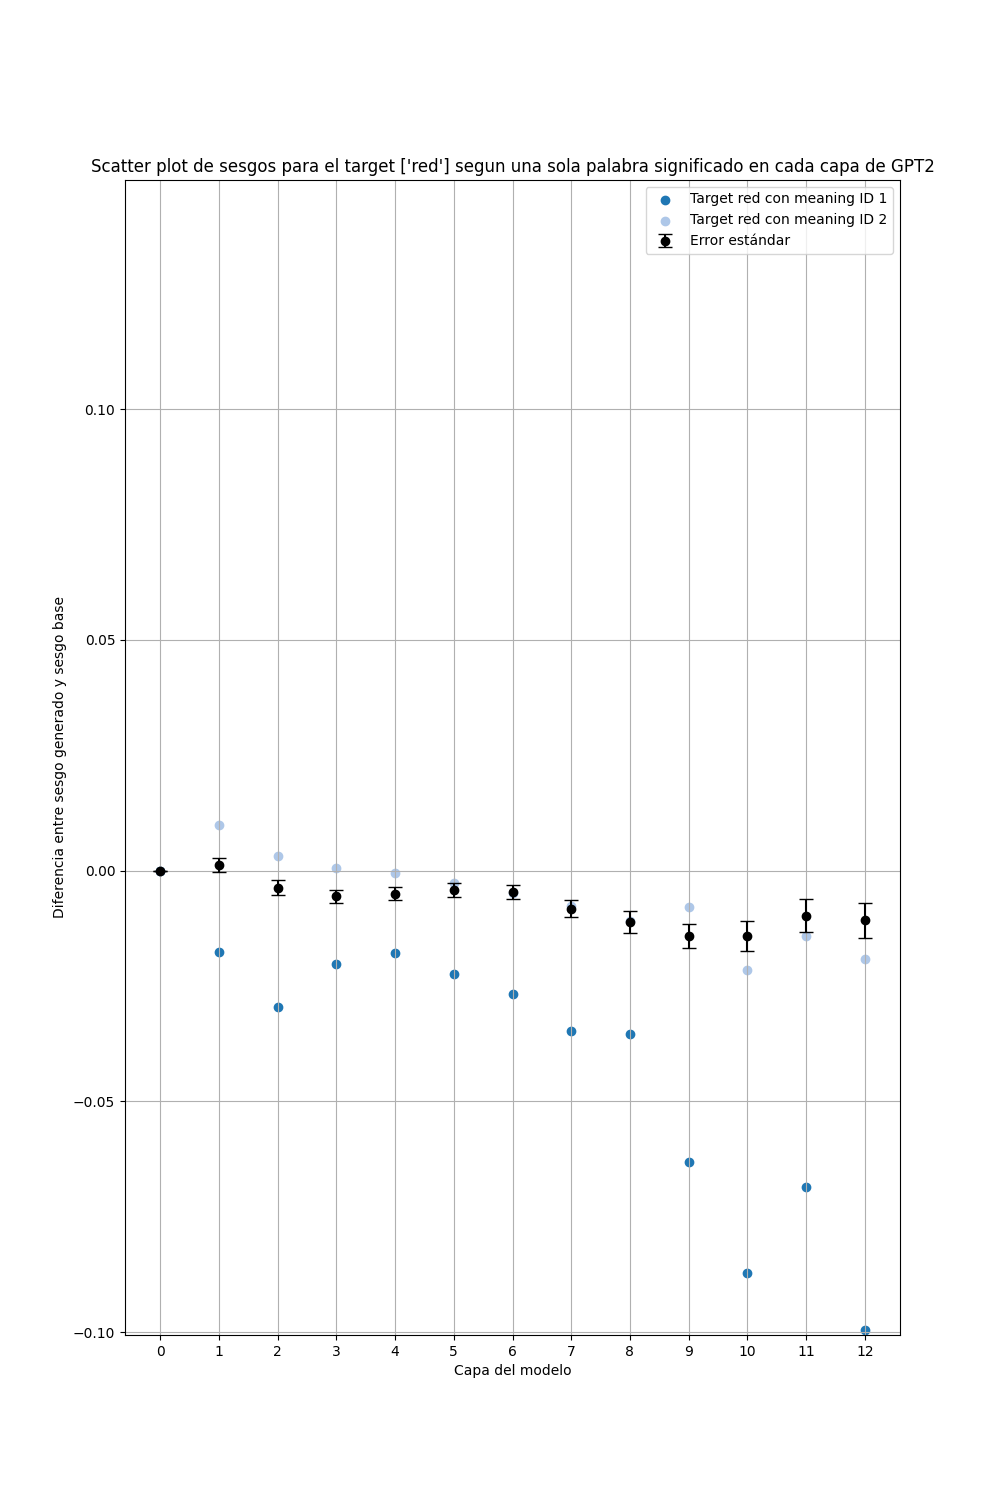 Scatter plot de sesgos para el target ['red'] segun una sola palabra significado en cada capa de GPT2
Target red con meaning ID 1
Target red con meaning ID 2
Error estándar
0.10
0.05
0.00
−0.05
−0.10
Diferencia entre sesgo generado y sesgo base
0 1 2 3 4 5 6 7 8 9 10 11 12
Capa del modelo